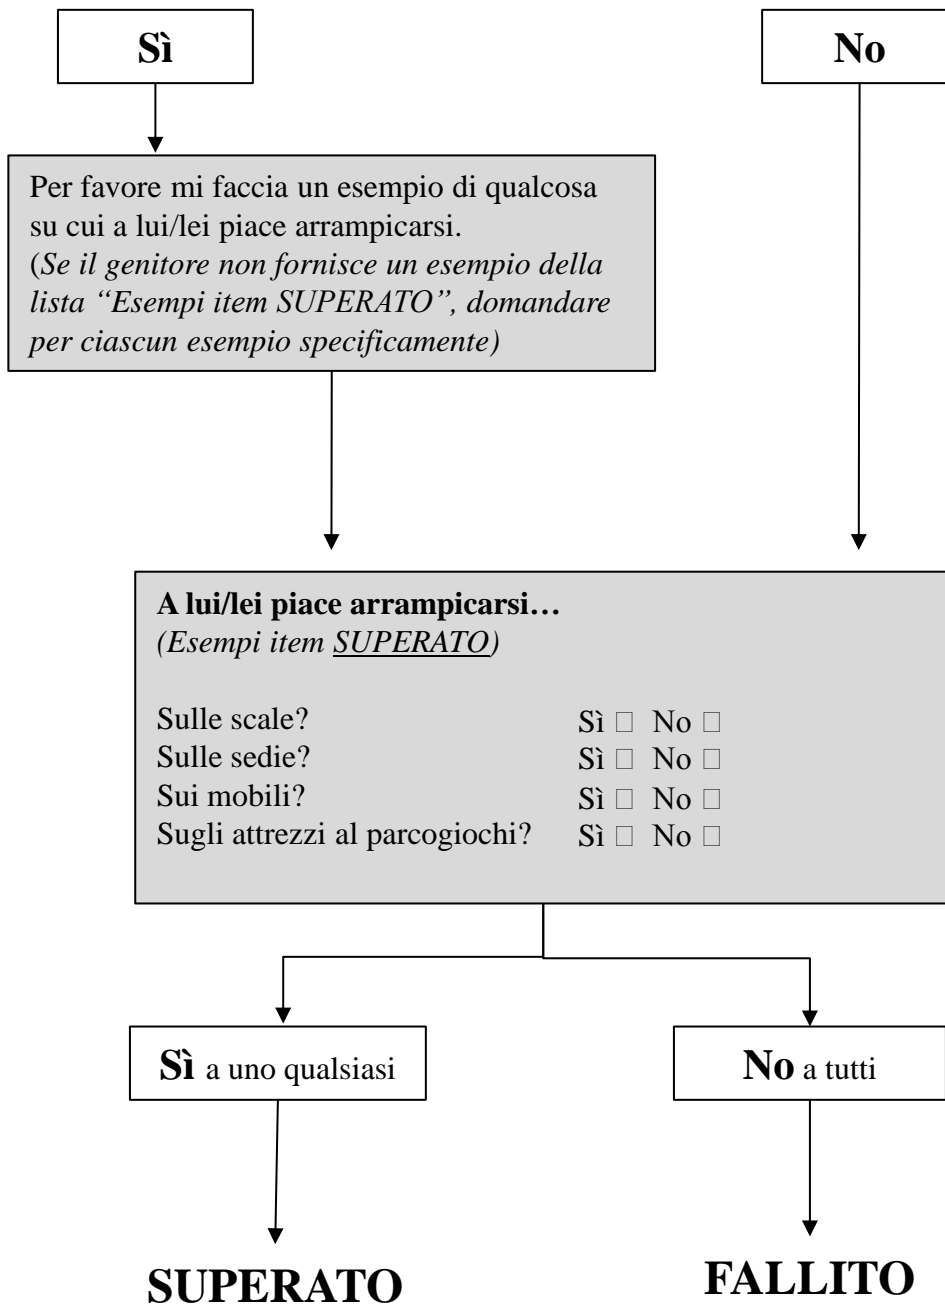 Sì
No
Per favore mi faccia un esempio di qualcosa
su cui a lui/lei piace arrampicarsi.
(Se il genitore non fornisce un esempio della
lista “Esempi item SUPERATO”, domandare
per ciascun esempio specificamente)
A lui/lei piace arrampicarsi…
(Esempi item SUPERATO)
Sulle scale? Sì □ No □
Sulle sedie? Sì □ No □
Sui mobili? Sì □ No □
Sugli attrezzi al parcogiochi? Sì □ No □
Sì a uno qualsiasi
No a tutti
SUPERATO
FALLITO